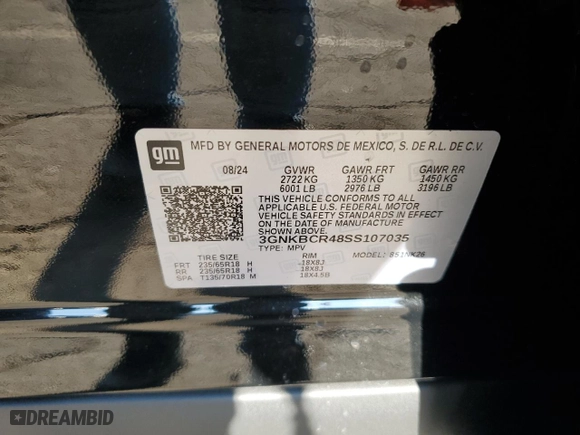 gm
MFD BY GENERAL MOTORS DE MEXICO, S. DE R.L. DE C.V.
08/24 GVWR GAWR FRT GAWR RR
2722 KG 1350 KG 1450 KG
6001 LB 2976 LB 3196 LB
THIS VEHICLE CONFORMS TO ALL
APPLICABLE U.S. FEDERAL MOTOR
VEHICLE SAFETY STANDARDS IN EFFECT
ON THE DATE OF MANUFACTURE
SHOWN ABOVE.
3GNKBCR48SS107035
TYPE: MPV MODEL:
TIRE SIZE RIM
FRT 235/65R18 H 18X8J
RR 235/65R18 H 18X8J
SPA T135/70R18 M 18X4.5B
DREAMBID